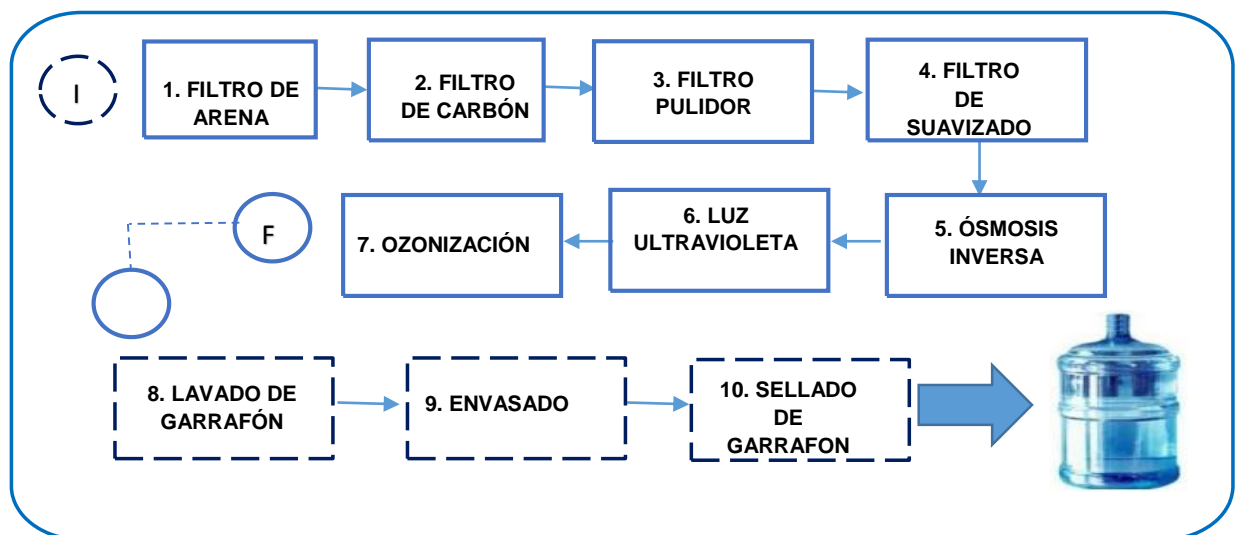 I
1. FILTRO DE
ARENA
2. FILTRO
DE CARBÓN
3. FILTRO
PULIDOR
4. FILTRO
DE
SUAVIZADO
F
7. OZONIZACIÓN
6. LUZ
ULTRAVIOLETA
5. ÓSMOSIS
INVERSA
8. LAVADO DE
GARRAFÓN
9. ENVASADO
10. SELLADO
DE
GARRAFON